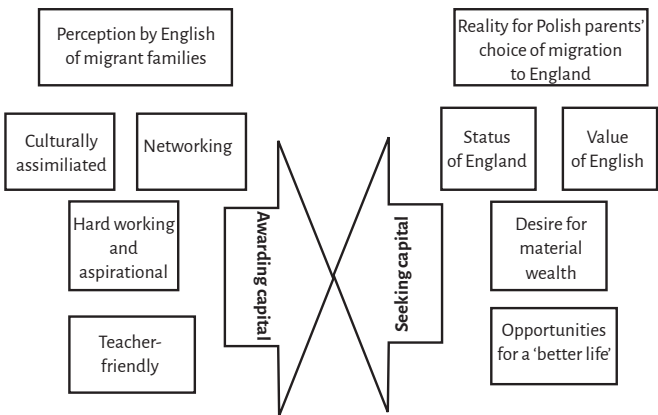 Perception by English
of migrant families
Culturally
assimiliated
Networking
Hard working
and
aspirational
Teacher-
friendly
Awarding capital
Seeking capital
Reality for Polish parents’
choice of migration
to England
Status
of England
Value
of English
Desire for
material
wealth
Opportunities
for a ‘better life’